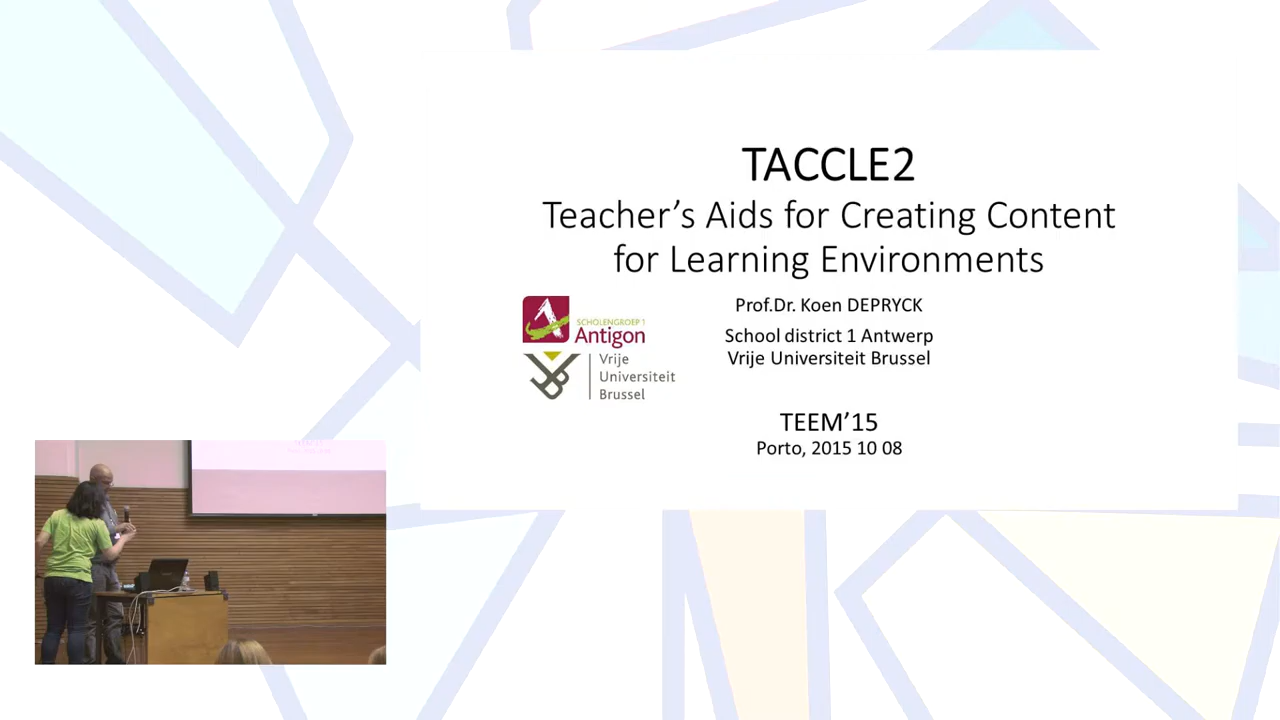 TACCLE2
Teacher's Aids for Creating Content
for Learning Environments
Prof.Dr. Koen DEPRYCK
School district 1 Antwerp
Vrije Universiteit Brussel
SCHOLENGROEP 1
Antigon
Vrije
Universiteit
Brussel
TEEM'15
Porto, 2015 10 08